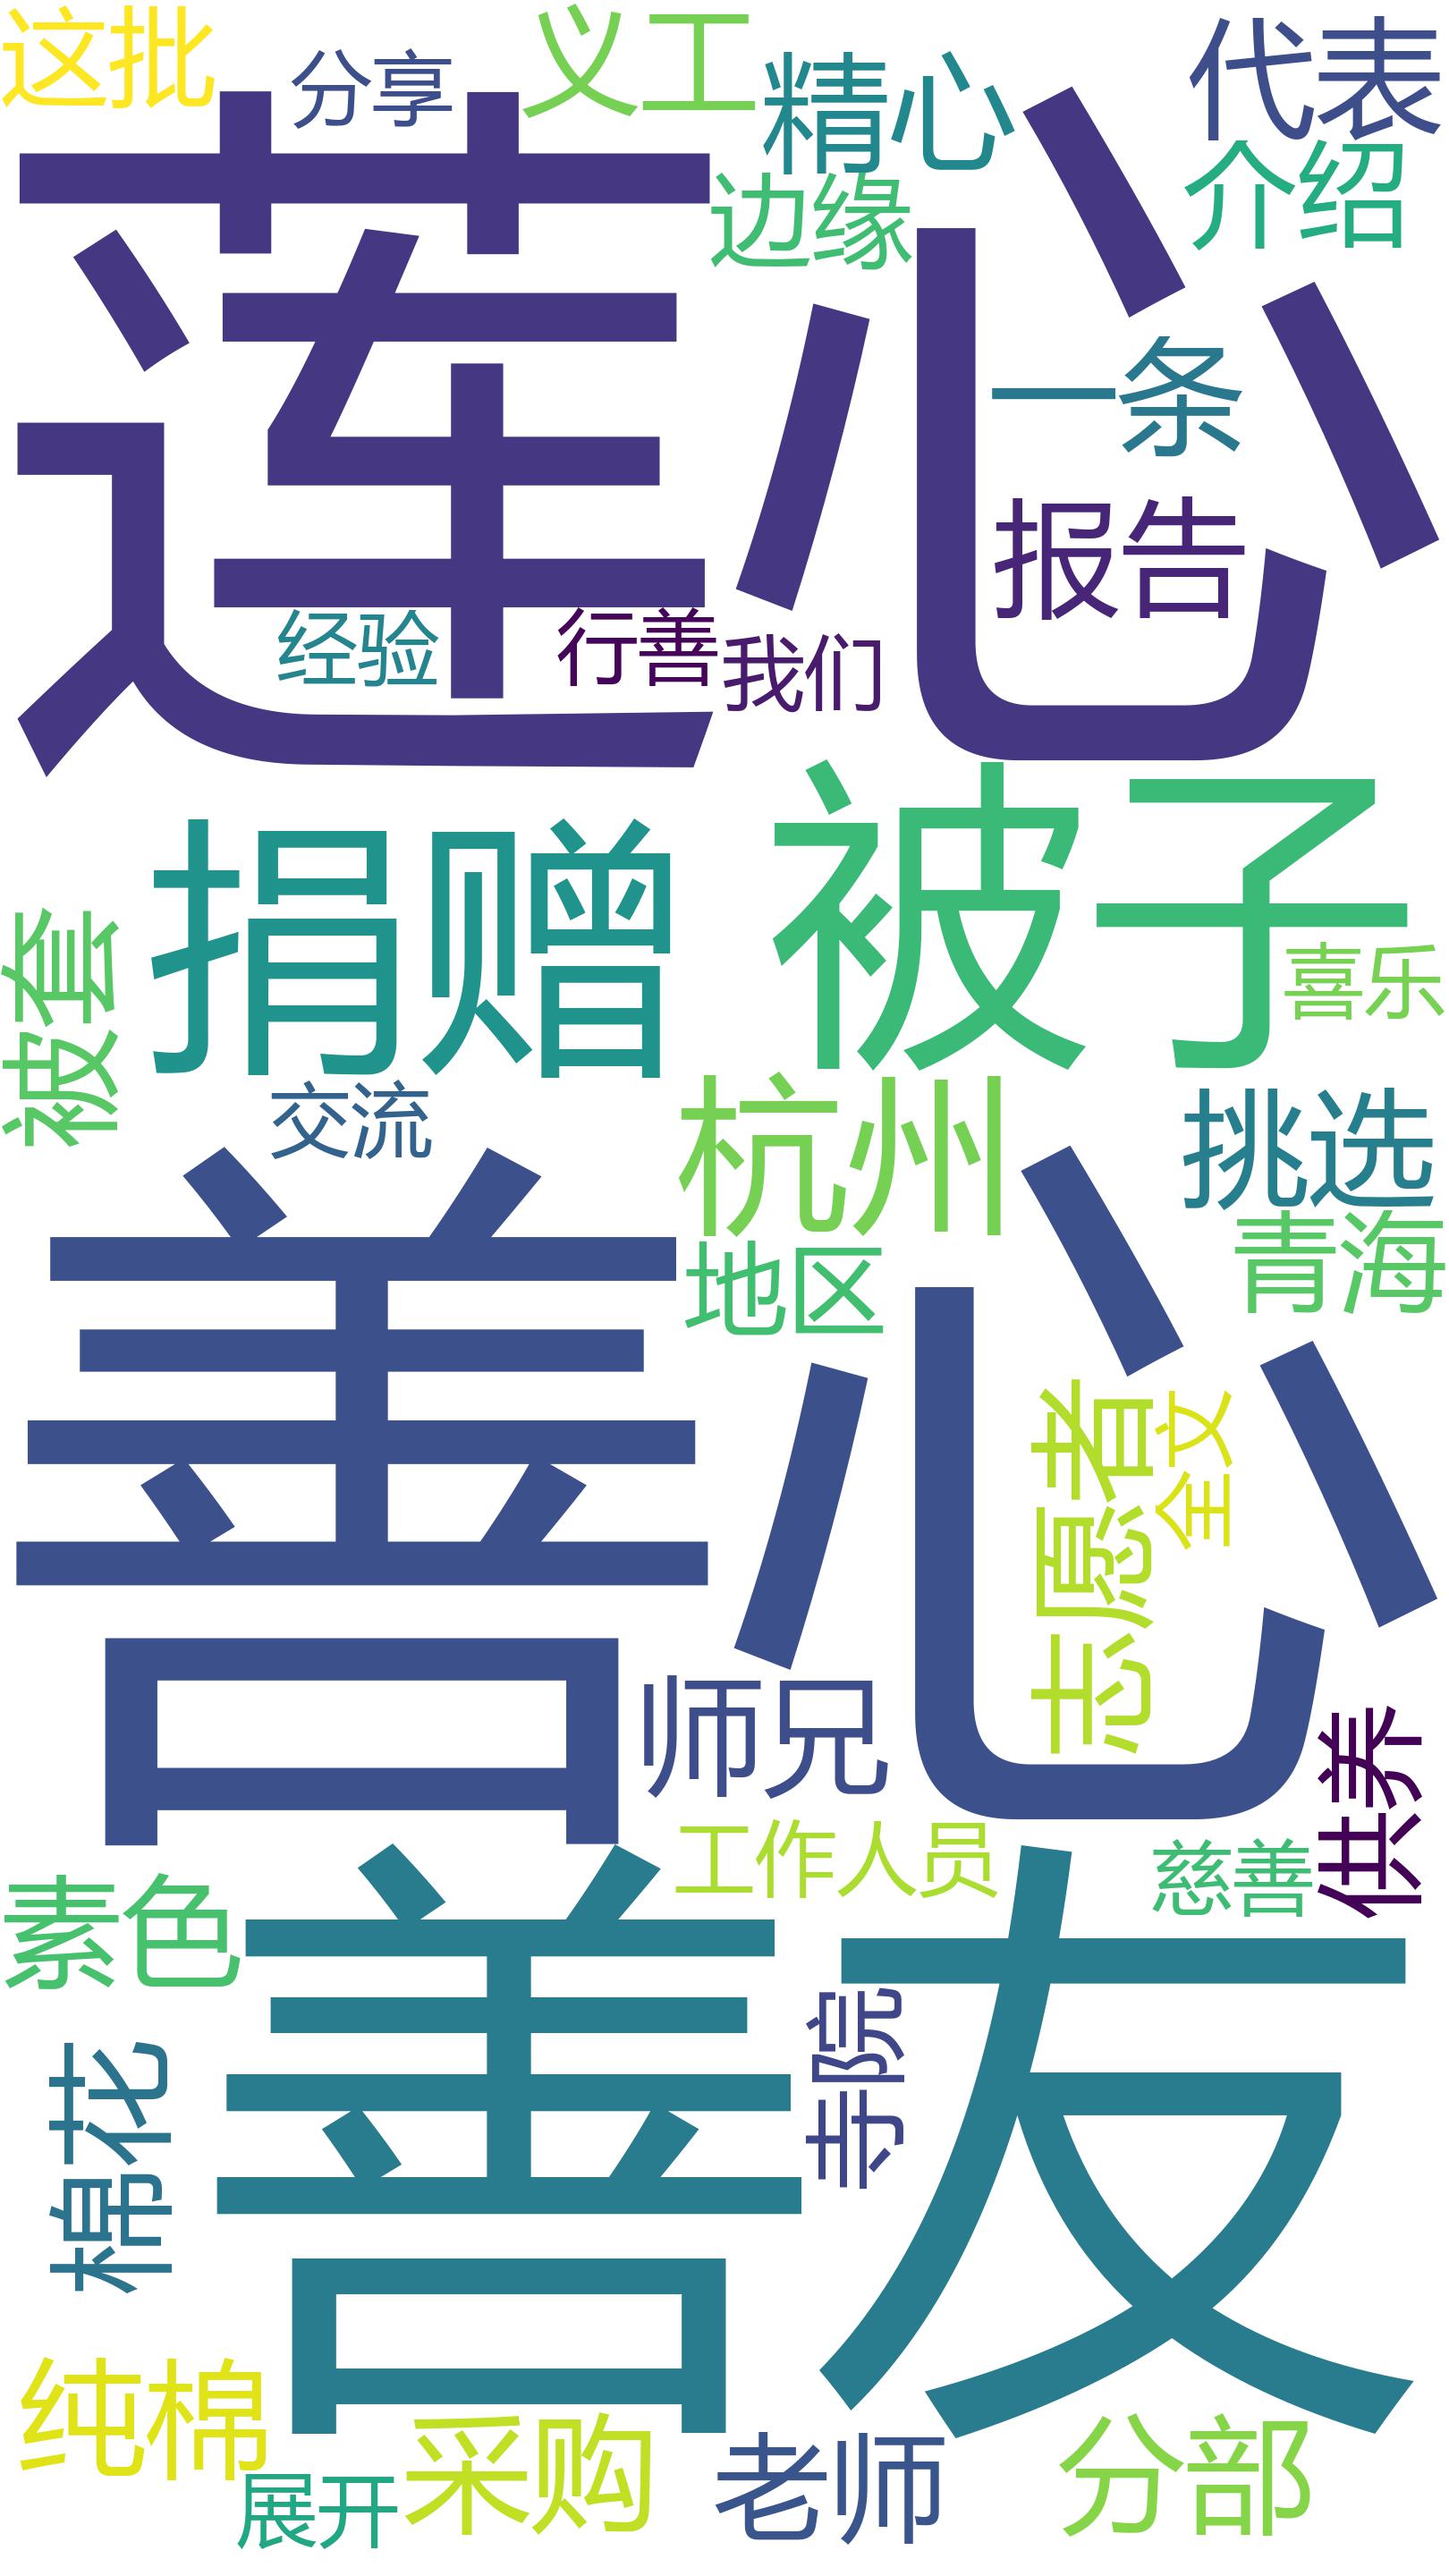 这批
分享
义工
精心
代表
介绍
边缘
莲心
一条
报告
经验
行善
我们
捐赠
被子
喜乐
被套
交流
杭州
挑选
青海
地区
善心
志愿者
全文
师兄
供养
工作人员
慈善
素色
善友
寺院
棉花
纯棉
采购
展开
老师
分部